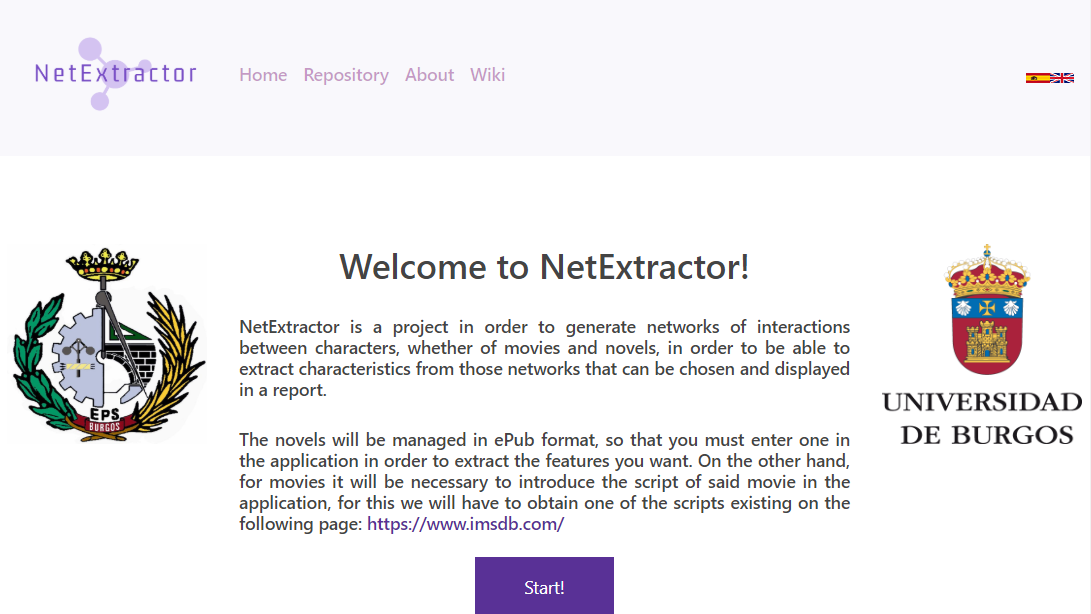 NetExtractor
Home Repository About Wiki
Welcome to NetExtractor!
NetExtractor is a project in order to generate networks of interactions
between characters, whether of movies and novels, in order to be able to
extract characteristics from those networks that can be chosen and displayed
in a report.
The novels will be managed in ePub format, so that you must enter one in
the application in order to extract the features you want. On the other hand,
for movies it will be necessary to introduce the script of said movie in the
application, for this we will have to obtain one of the scripts existing on the
following page: https://www.imsdb.com/
Start!
EPS
BURGOS
UNIVERSIDAD
DE BURGOS